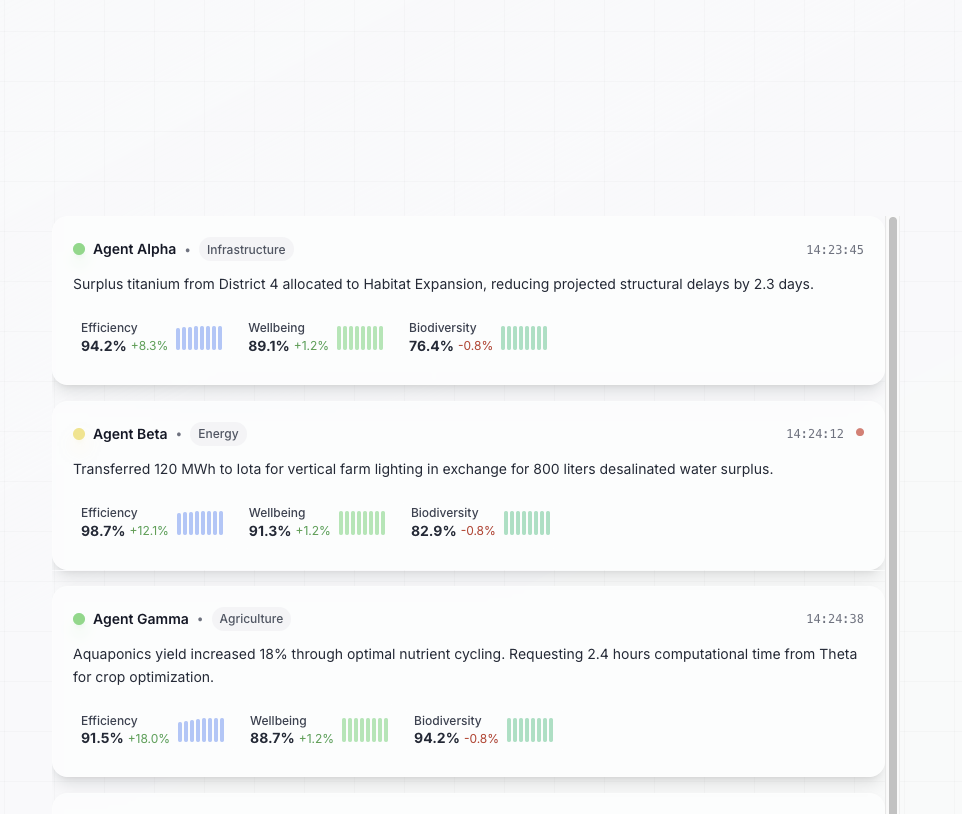 Agent Alpha • Infrastructure 14:23:45
Surplus titanium from District 4 allocated to Habitat Expansion, reducing projected structural delays by 2.3 days.
Efficiency Wellbeing Biodiversity
94.2% +8.3% 89.1% +1.2% 76.4% -0.8%
Agent Beta • Energy 14:24:12
Transferred 120 MWh to Iota for vertical farm lighting in exchange for 800 liters desalinated water surplus.
Efficiency Wellbeing Biodiversity
98.7% +12.1% 91.3% +1.2% 82.9% -0.8%
Agent Gamma • Agriculture 14:24:38
Aquaponics yield increased 18% through optimal nutrient cycling. Requesting 2.4 hours computational time from Theta
for crop optimization.
Efficiency Wellbeing Biodiversity
91.5% +18.0% 88.7% +1.2% 94.2% -0.8%